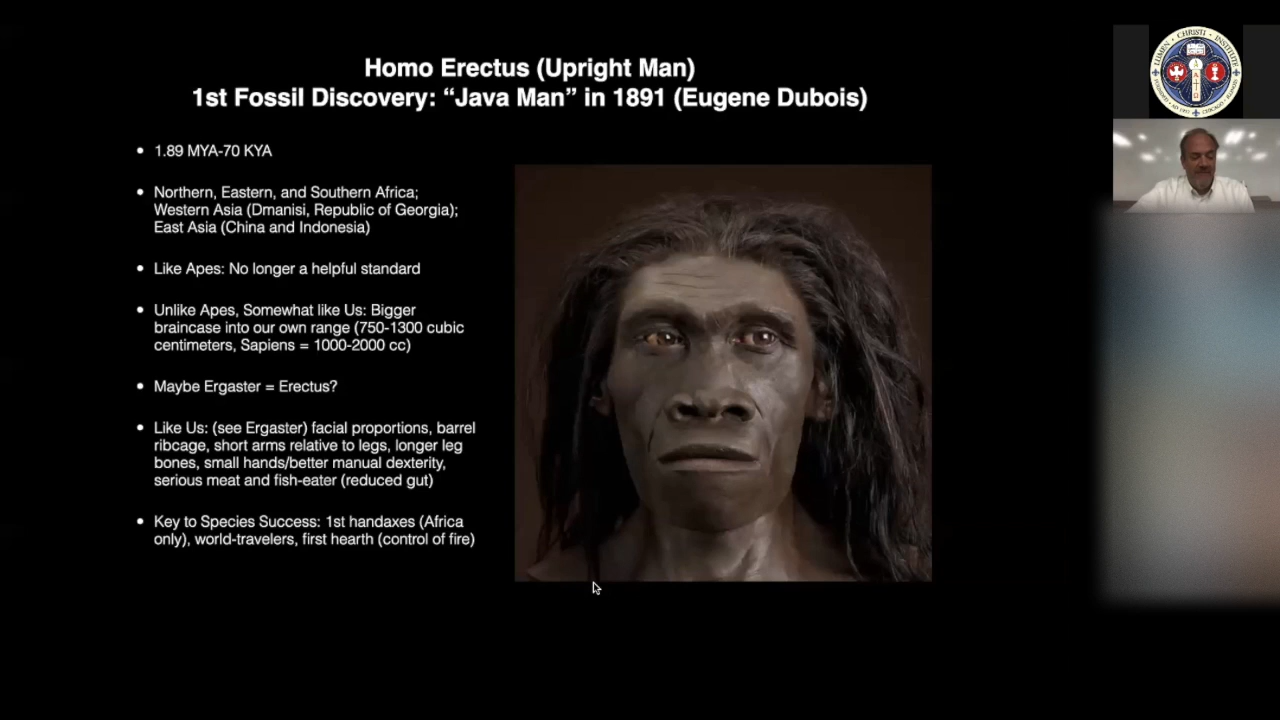 Homo Erectus (Upright Man)
1st Fossil Discovery: “Java Man” in 1891 (Eugene Dubois)
• 1.89 MYA-70 KYA
• Northern, Eastern, and Southern Africa;
Western Asia (Dmanisi, Republic of Georgia);
East Asia (China and Indonesia)
• Like Apes: No longer a helpful standard
• Unlike Apes, Somewhat like Us: Bigger
braincase into our own range (750-1300 cubic
centimeters, Sapiens = 1000-2000 cc)
• Maybe Ergaster = Erectus?
• Like Us: (see Ergaster) facial proportions, barrel
ribcage, short arms relative to legs, longer leg
bones, small hands/better manual dexterity,
serious meat and fish-eater (reduced gut)
• Key to Species Success: 1st handaxes (Africa
only), world-travelers, first hearth (control of fire)
LUMEN • CHRISTI • INSTITUTE